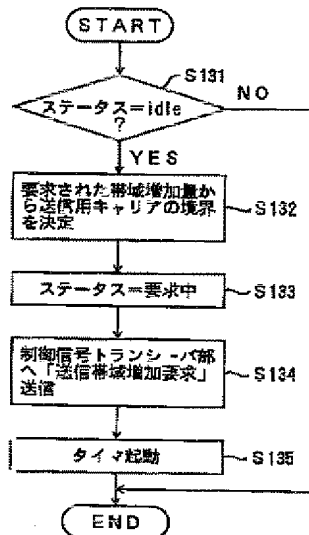 START
S131
ステータス=idle
?
NO
YES
要求された帯域増加量か
ら送信用キャリアの境界
を決定
S132
ステータス=要求中
S133
制御信号トランシーバ部
へ「送信帯域増加要求」
送信
S134
タイマ起動
S135
END